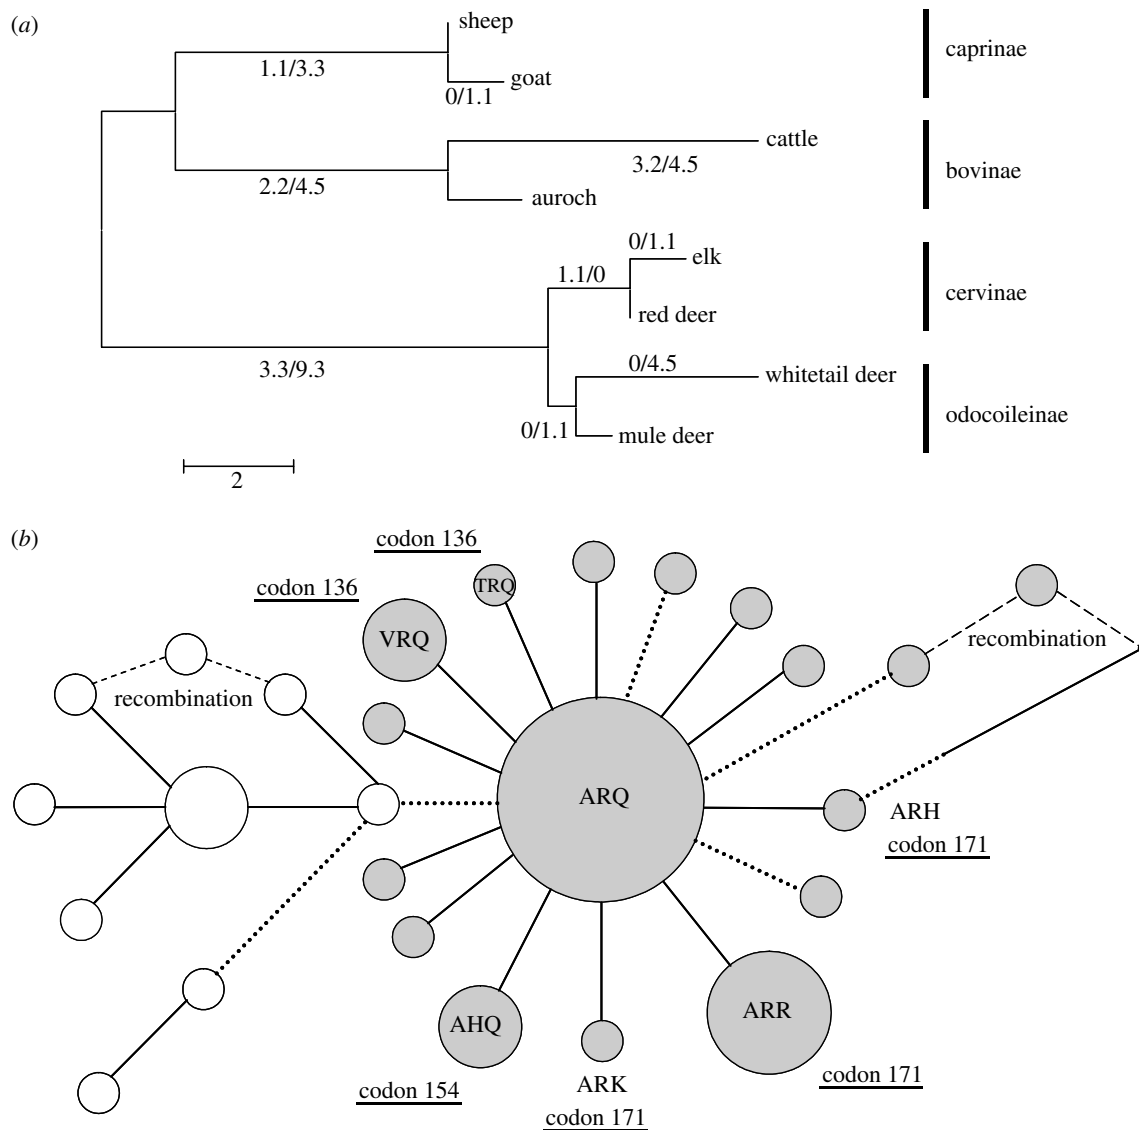 (a)
sheep
caprinae
1.1/3.3
goat
0/1.1
cattle
3.2/4.5
bovinae
2.2/4.5
auroch
0/1.1
elk
1.1/0
cervinae
red deer
3.3/9.3
0/4.5
whitetail deer
odocoileinae
0/1.1
mule deer
2
(b)
codon 136
codon 136
TRQ
VRQ
recombination
recombination
ARQ
ARH
codon 171
ARR
AHQ
codon 171
ARK
codon 154
codon 171